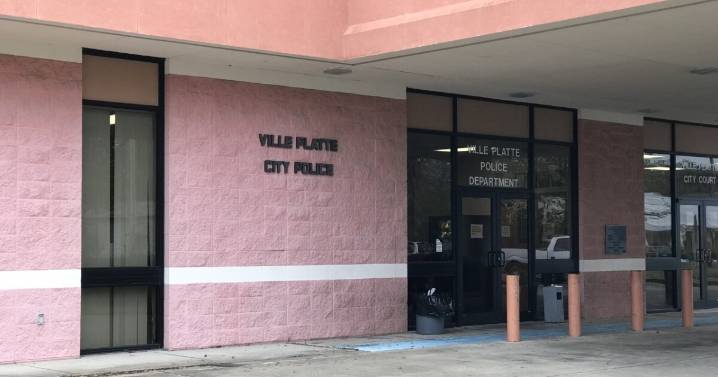 VILLE PLATTE
CITY POLICE
VILLE PLATTE
POLICE
DEPARTMENT
CITY COURT